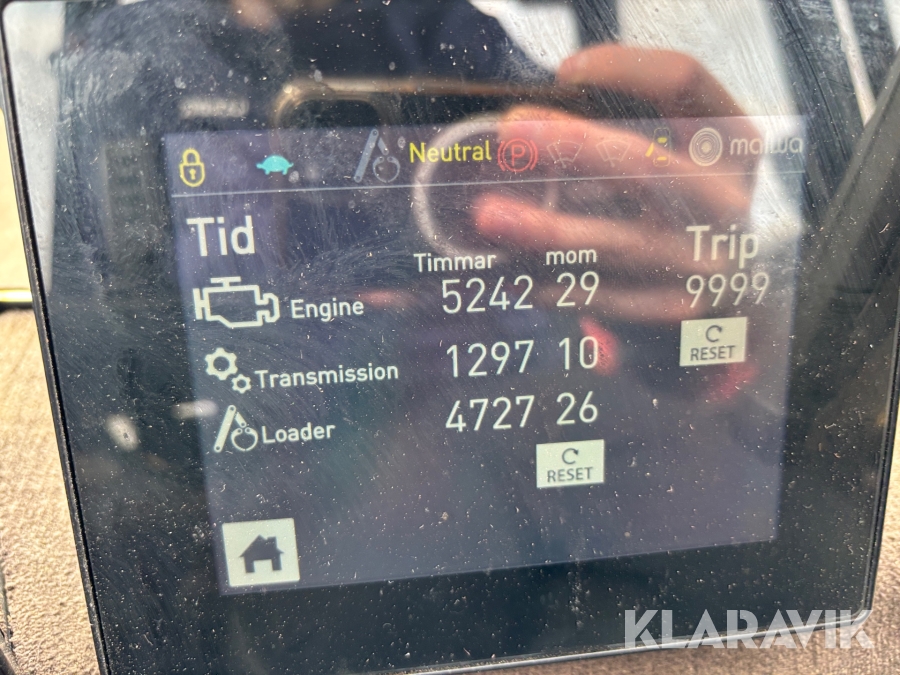 Neutral P malwa
Tid Trip
Timmar mom
Engine 5242 29 9999
RESET
Transmission 1297 10
Loader 4727 26
RESET
KLARAVIK